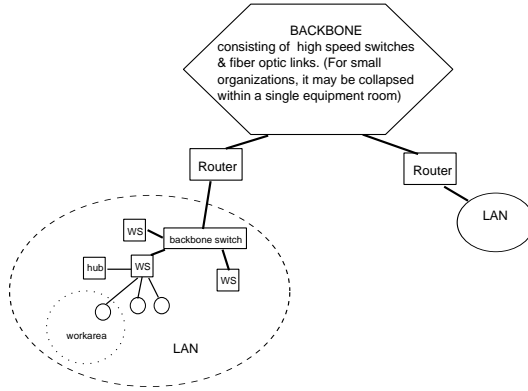 BACKBONE
consisting of high speed switches
& fiber optic links. (For small
organizations, it may be collapsed
within a single equipment room)
Router
Router
LAN
WS
backbone switch
hub
WS
WS
workarea
LAN